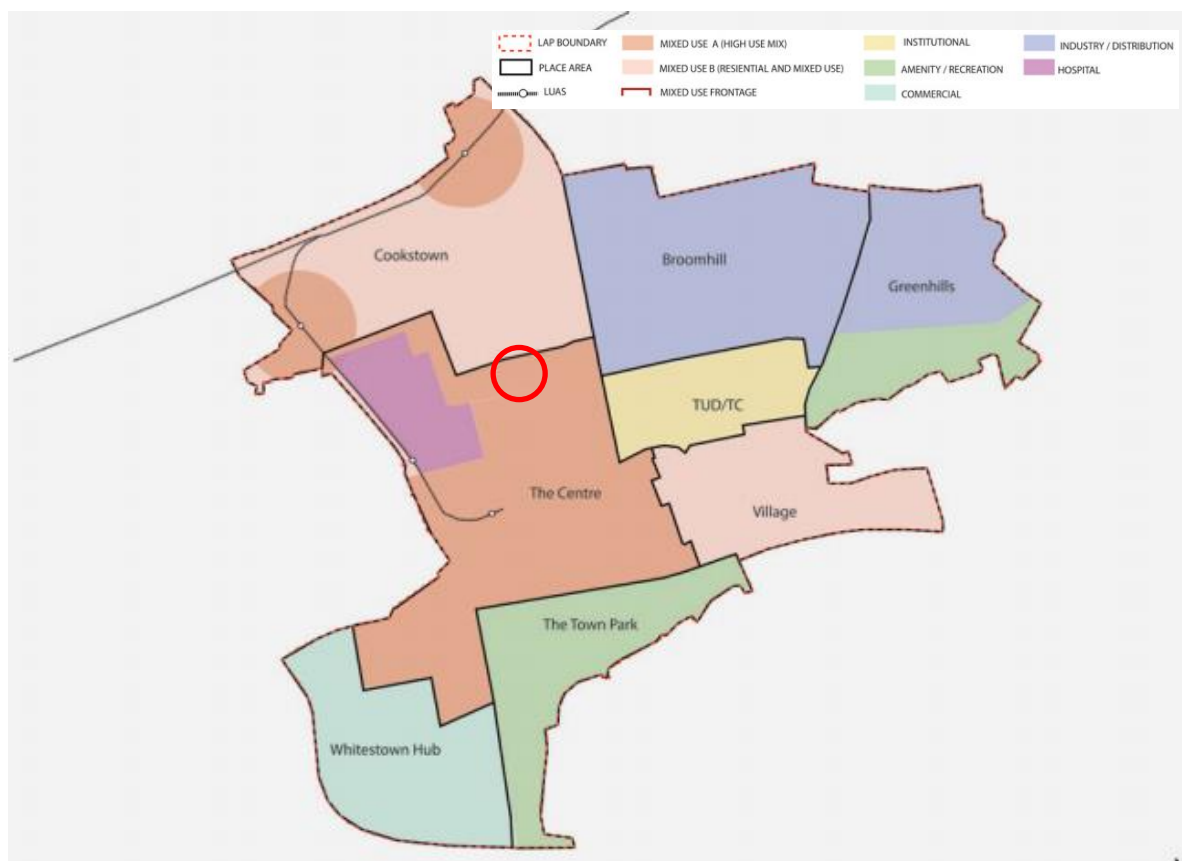 LAP BOUNDARY
MIXED USE A (HIGH USE MIX)
INSTITUTIONAL
INDUSTRY / DISTRIBUTION
PLACE AREA
MIXED USE B (RESIENTIAL AND MIXED USE)
AMENITY / RECREATION
HOSPITAL
LUAS
MIXED USE FRONTAGE
COMMERCIAL
Cookstown
Broomhill
Greenhills
TUD/TC
The Centre
Village
The Town Park
Whitestown Hub